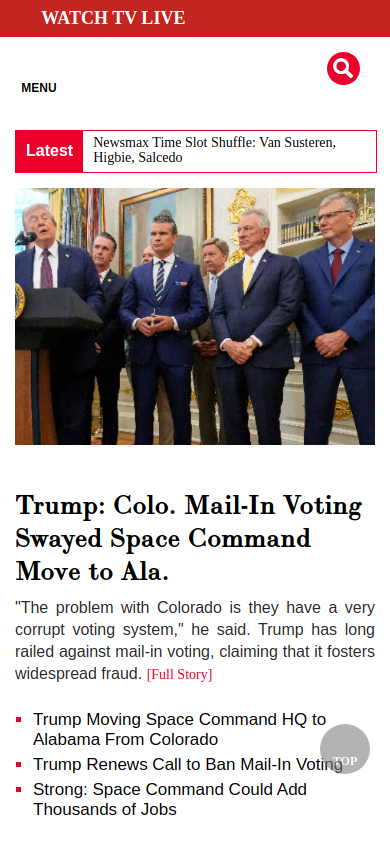 WATCH TV LIVE
MENU
Latest
Newsmax Time Slot Shuffle: Van Susteren,
Higbie, Salcedo
Trump: Colo. Mail-In Voting
Swayed Space Command
Move to Ala.
"The problem with Colorado is they have a very
corrupt voting system," he said. Trump has long
railed against mail-in voting, claiming that it fosters
widespread fraud. [Full Story]
Trump Moving Space Command HQ to
Alabama From Colorado
Trump Renews Call to Ban Mail-In Voting
TOP
Strong: Space Command Could Add
Thousands of Jobs